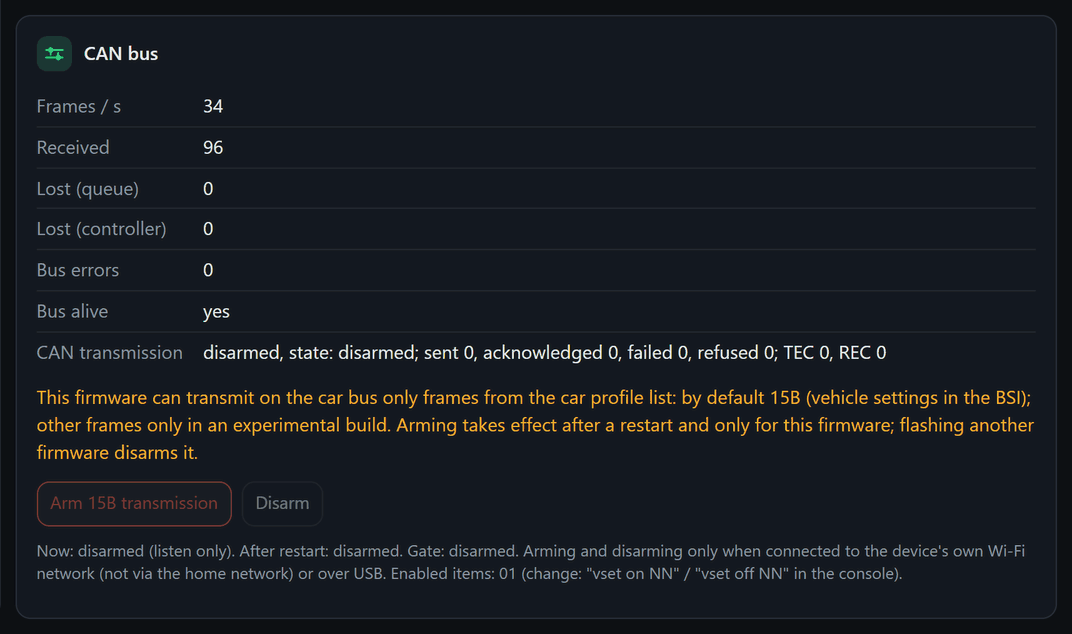 CAN bus
Frames / s 34
Received 96
Lost (queue) 0
Lost (controller) 0
Bus errors 0
Bus alive yes
CAN transmission disarmed, state: disarmed; sent 0, acknowledged 0, failed 0, refused 0; TEC 0, REC 0
This firmware can transmit on the car bus only frames from the car profile list: by default 15B (vehicle settings in the BSI);
other frames only in an experimental build. Arming takes effect after a restart and only for this firmware; flashing another
firmware disarms it.
Arm 15B transmission Disarm
Now: disarmed (listen only). After restart: disarmed. Gate: disarmed. Arming and disarming only when connected to the device's own Wi-Fi
network (not via the home network) or over USB. Enabled items: 01 (change: "vset on NN" / "vset off NN" in the console).